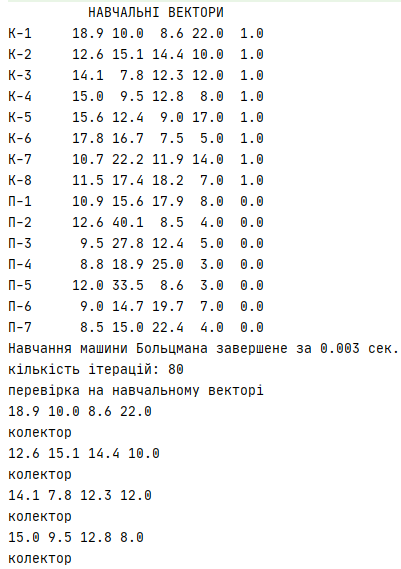 НАВЧАЛЬНІ ВЕКТОРИ
К-1 18.9 10.0 8.6 22.0 1.0
К-2 12.6 15.1 14.4 10.0 1.0
К-3 14.1 7.8 12.3 12.0 1.0
К-4 15.0 9.5 12.8 8.0 1.0
К-5 15.6 12.4 9.0 17.0 1.0
К-6 17.8 16.7 7.5 5.0 1.0
К-7 10.7 22.2 11.9 14.0 1.0
К-8 11.5 17.4 18.2 7.0 1.0
П-1 10.9 15.6 17.9 8.0 0.0
П-2 12.6 40.1 8.5 4.0 0.0
П-3 9.5 27.8 12.4 5.0 0.0
П-4 8.8 18.9 25.0 3.0 0.0
П-5 12.0 33.5 8.6 3.0 0.0
П-6 9.0 14.7 19.7 7.0 0.0
П-7 8.5 15.0 22.4 4.0 0.0
Навчання машини Больцмана завершене за 0.003 сек.
кількість ітерацій: 80
перевірка на навчальному векторі
18.9 10.0 8.6 22.0
колектор
12.6 15.1 14.4 10.0
колектор
14.1 7.8 12.3 12.0
колектор
15.0 9.5 12.8 8.0
колектор